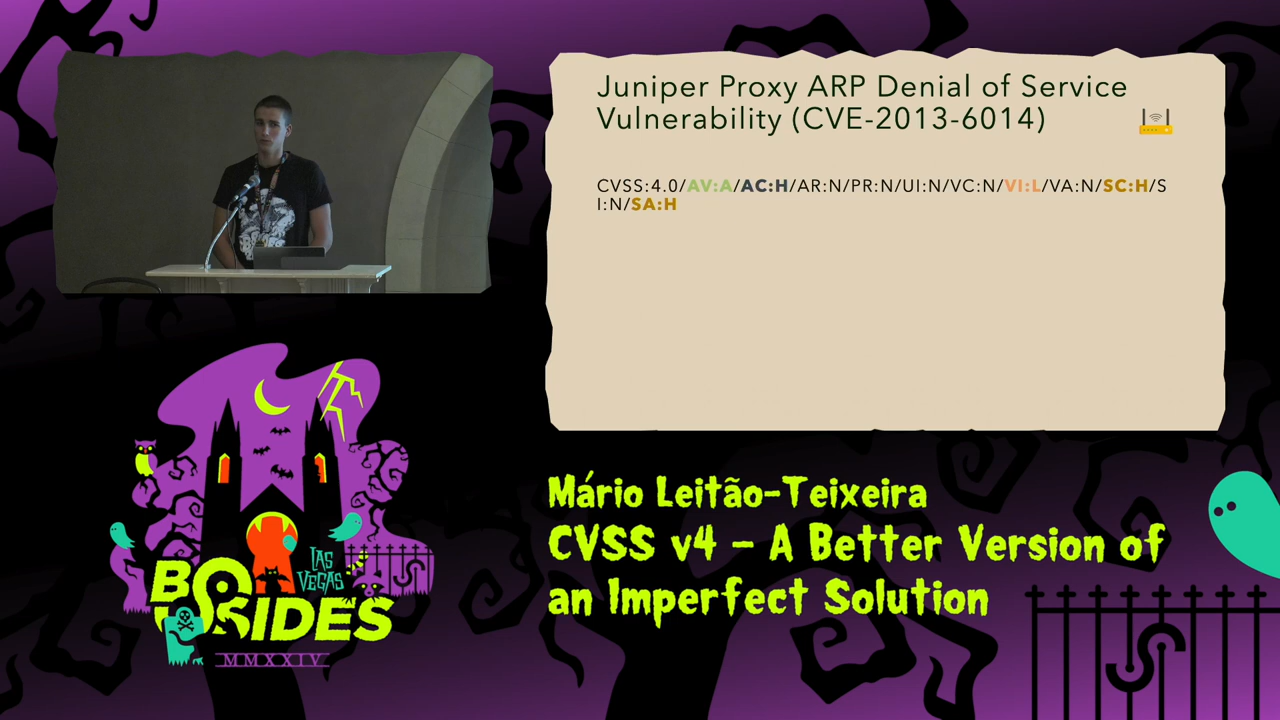 Juniper Proxy ARP Denial of Service
Vulnerability (CVE-2013-6014)
CVSS:4.0/AV:A/AC:H/AR:N/PR:N/UI:N/VC:N/VI:L/VA:N/SC:H/S
I:N/SA:H
LAS
VEGAS
BSIDES
MMXXIV
Mário Leitão-Teixeira
CVSS v4 - A Better Version of
an Imperfect Solution